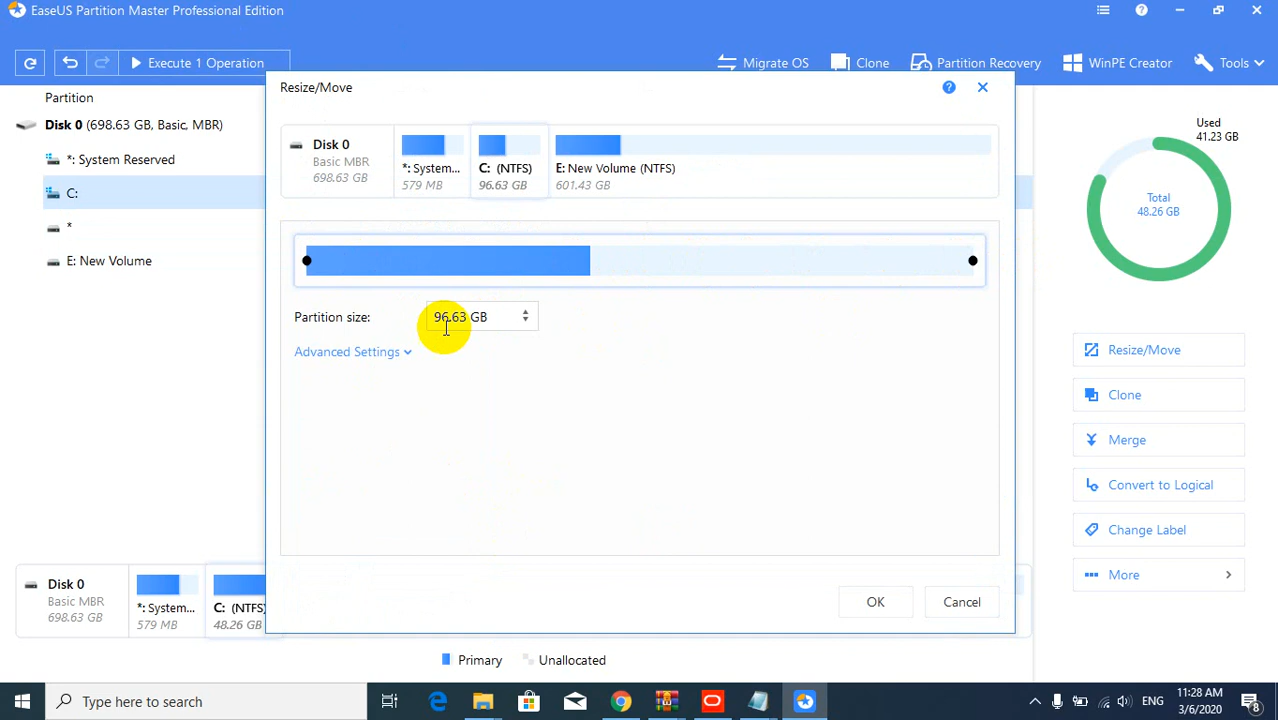 EaseUS Partition Master Professional Edition
Execute 1 Operation
Migrate OS
Clone
Partition Recovery
WinPE Creator
Tools
Partition
Disk 0 (698.63 GB, Basic, MBR)
*: System Reserved
C:
*
E: New Volume
Resize/Move
Disk 0
Basic MBR
698.63 GB
*: System...
579 MB
C: (NTFS)
96.63 GB
E: New Volume (NTFS)
601.43 GB
Partition size:
96.63 GB
Advanced Settings
OK
Cancel
Used
41.23 GB
Total
48.26 GB
Resize/Move
Clone
Merge
Convert to Logical
Change Label
More
Disk 0
Basic MBR
698.63 GB
*: System...
579 MB
C: (NTFS)
48.26 GB
Primary
Unallocated
Type here to search
ENG
11:28 AM
3/6/2020
8